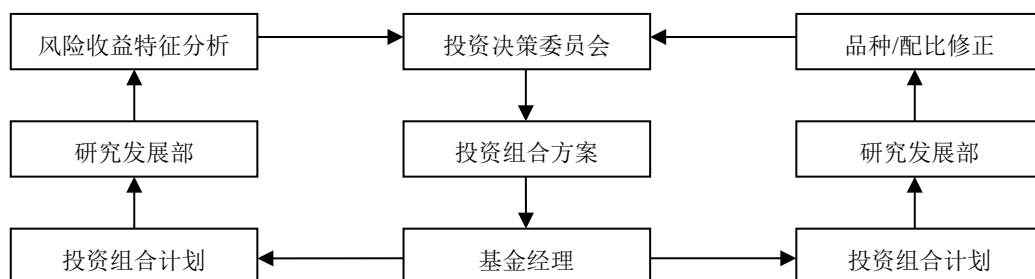 风险收益特征分析
投资决策委员会
品种/配比修正
研究发展部
投资组合方案
研究发展部
投资组合计划
基金经理
投资组合计划